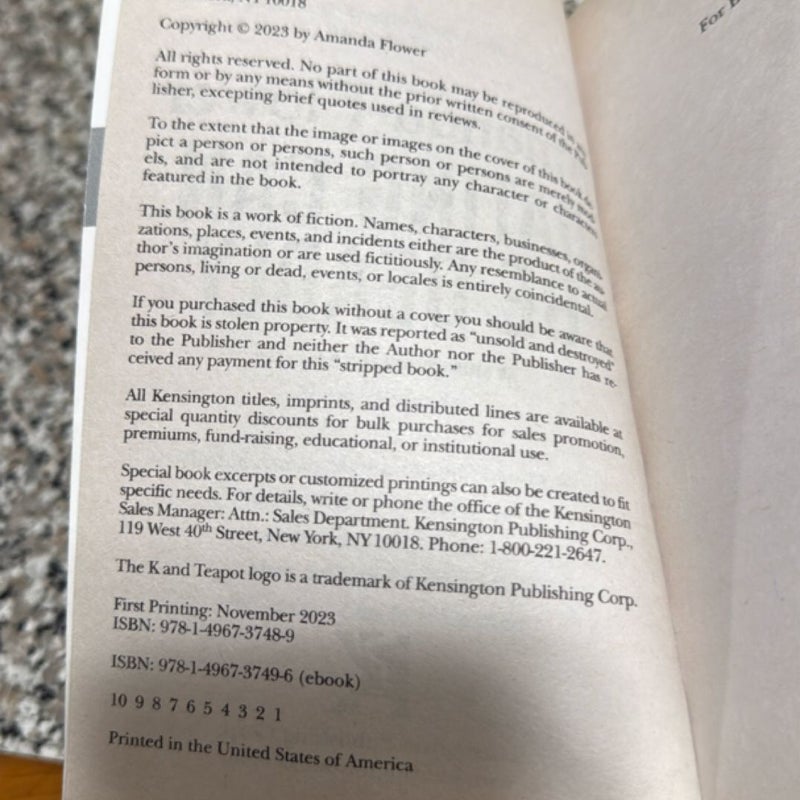 NY 10018
Copyright © 2023 by Amanda Flower
All rights reserved. No part of this book may be reproduced in any
form or by any means without the prior written consent of the Pub-
lisher, excepting brief quotes used in reviews.
To the extent that the image or images on the cover of this book de-
pict a person or persons, such person or persons are merely mod-
els, and are not intended to portray any character or characters
featured in the book.
This book is a work of fiction. Names, characters, businesses, organi-
zations, places, events, and incidents either are the product of the au-
thor's imagination or are used fictitiously. Any resemblance to actual
persons, living or dead, events, or locales is entirely coincidental.
If you purchased this book without a cover you should be aware that
this book is stolen property. It was reported as “unsold and destroyed”
to the Publisher and neither the Author nor the Publisher has re-
ceived any payment for this “stripped book.”
All Kensington titles, imprints, and distributed lines are available at
special quantity discounts for bulk purchases for sales promotion,
premiums, fund-raising, educational, or institutional use.
Special book excerpts or customized printings can also be created to fit
specific needs. For details, write or phone the office of the Kensington
Sales Manager: Attn.: Sales Department. Kensington Publishing Corp.,
119 West 40th Street, New York, NY 10018. Phone: 1-800-221-2647.
The K and Teapot logo is a trademark of Kensington Publishing Corp.
First Printing: November 2023
ISBN: 978-1-4967-3748-9
ISBN: 978-1-4967-3749-6 (ebook)
10 9 8 7 6 5 4 3 2 1
Printed in the United States of America
For